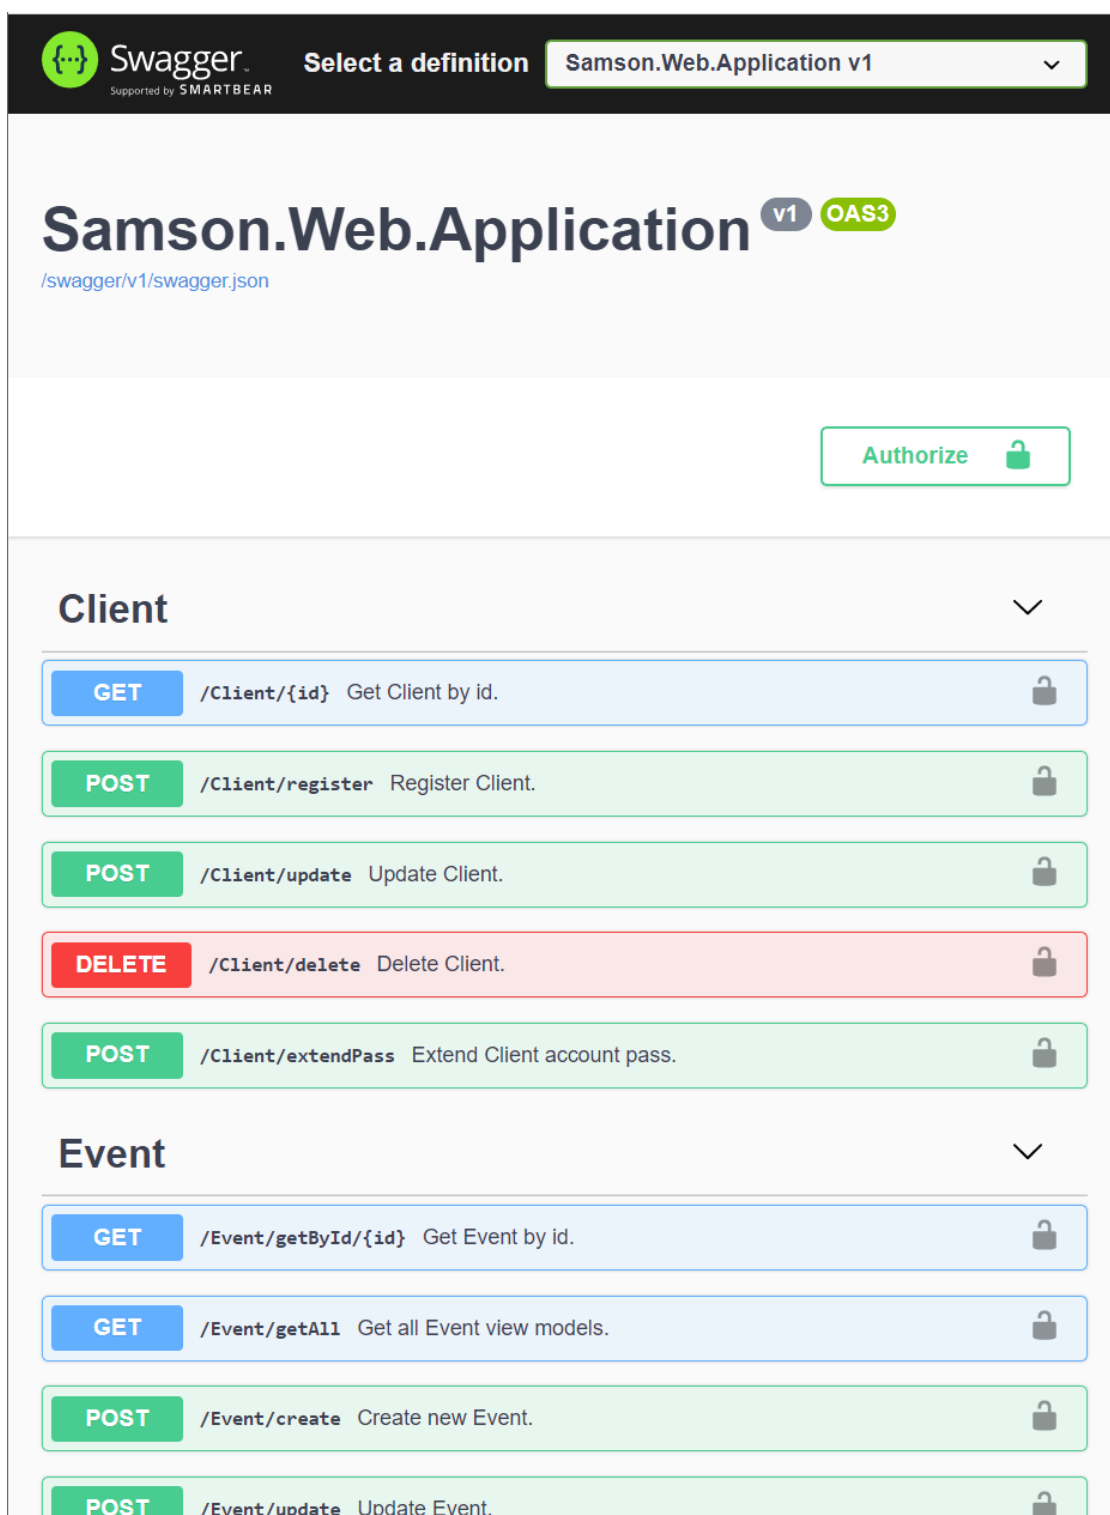 {···} Swagger™ Select a definition Samson.Web.Application v1
Supported by SMARTBEAR
Samson.Web.Application v1 OAS3
/swagger/v1/swagger.json
Authorize
Client
GET /Client/{id} Get Client by id.
POST /Client/register Register Client.
POST /Client/update Update Client.
DELETE /Client/delete Delete Client.
POST /Client/extendPass Extend Client account pass.
Event
GET /Event/getById/{id} Get Event by id.
GET /Event/getAll Get all Event view models.
POST /Event/create Create new Event.
POST /Event/update Update Event.